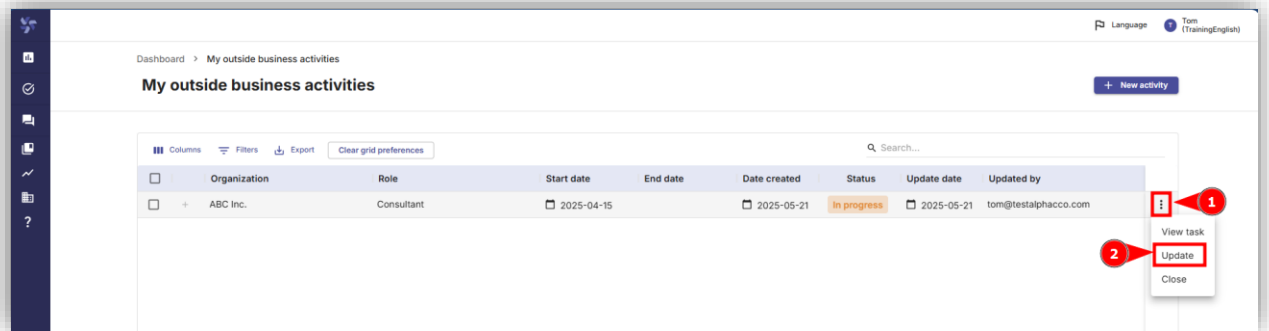 Language
T
Tom
(TrainingEnglish)
Dashboard > My outside business activities
My outside business activities
+ New activity
Columns Filters Export Clear grid preferences Search...
Organization Role Start date End date Date created Status Update date Updated by
+ ABC Inc. Consultant 2025-04-15 2025-05-21 In progress 2025-05-21 tom@testalphacco.com
1
View task
2
Update
Close
?